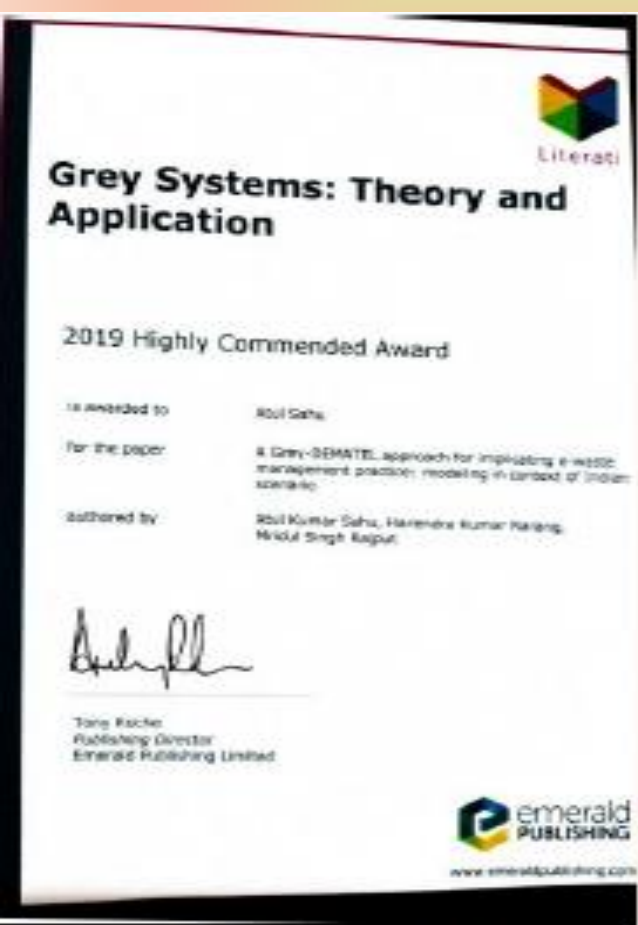 Literati
Grey Systems: Theory and
Application
2019 Highly Commended Award
is awarded to
Atul Sahu
for the paper
A Grey-DEMATEL approach for implicating e-waste
management practice: modeling in context of Indian
scenario
authored by
Atul Kumar Sahu, Harendra Kumar Narang,
Mridul Singh Rajput
Tony Roche
Publishing Director
Emerald Publishing Limited
emerald
PUBLISHING
www.emeraldpublishing.com